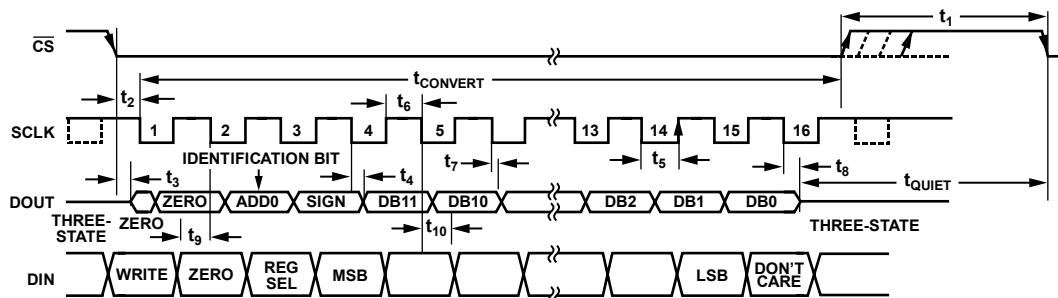 t1
CS
tCONVERT
t2
t6
SCLK
1 2 3 4 5 13 14 15 16
IDENTIFICATION BIT
t3 t4 t7 t5 t8
tQUIET
DOUT
ZERO ADD0 SIGN DB11 DB10 DB2 DB1 DB0
THREE-
STATE
ZERO
THREE-STATE
t9 t10
DIN
WRITE ZERO REG
SEL MSB LSB DON'T
CARE